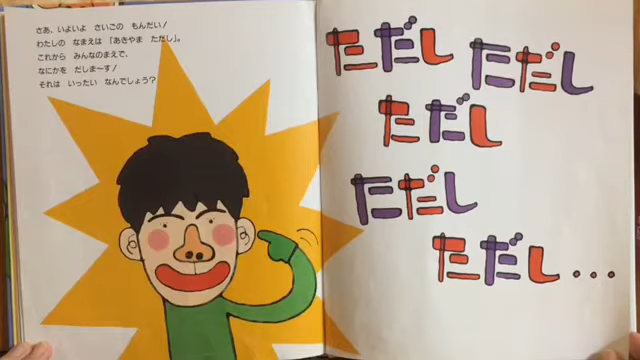 さあ、いよいよ さいごの もんだい！
わたしの なまえは 「あきやま ただし」。
これから みんなのまえで、
なにかを だしま〜す！
それは いったい なんでしょう？
ただし
ただし
ただし
ただし
ただし...